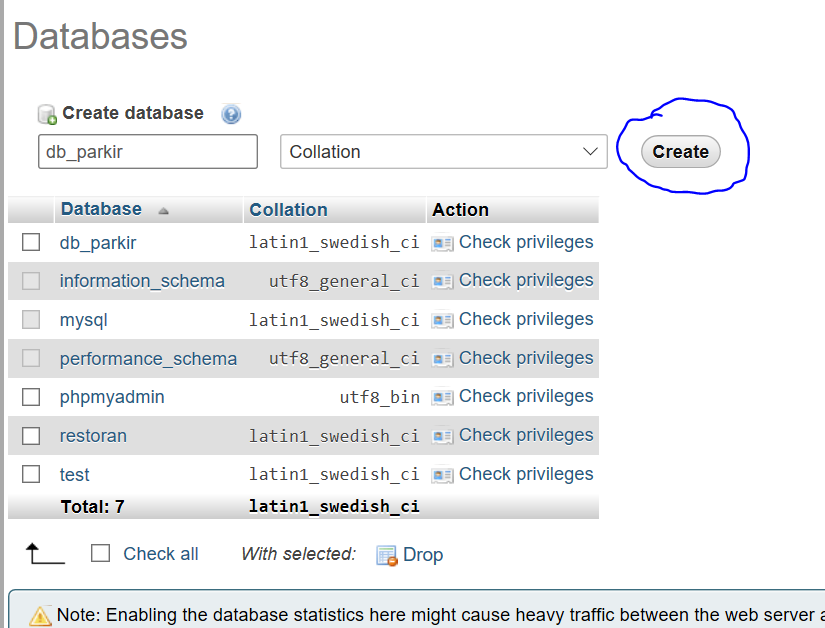 Databases
Create database
db_parkir Collation Create
Database Collation Action
db_parkir latin1_swedish_ci Check privileges
information_schema utf8_general_ci Check privileges
mysql latin1_swedish_ci Check privileges
performance_schema utf8_general_ci Check privileges
phpmyadmin utf8_bin Check privileges
restoran latin1_swedish_ci Check privileges
test latin1_swedish_ci Check privileges
Total: 7 latin1_swedish_ci
Check all With selected: Drop
Note: Enabling the database statistics here might cause heavy traffic between the web server a